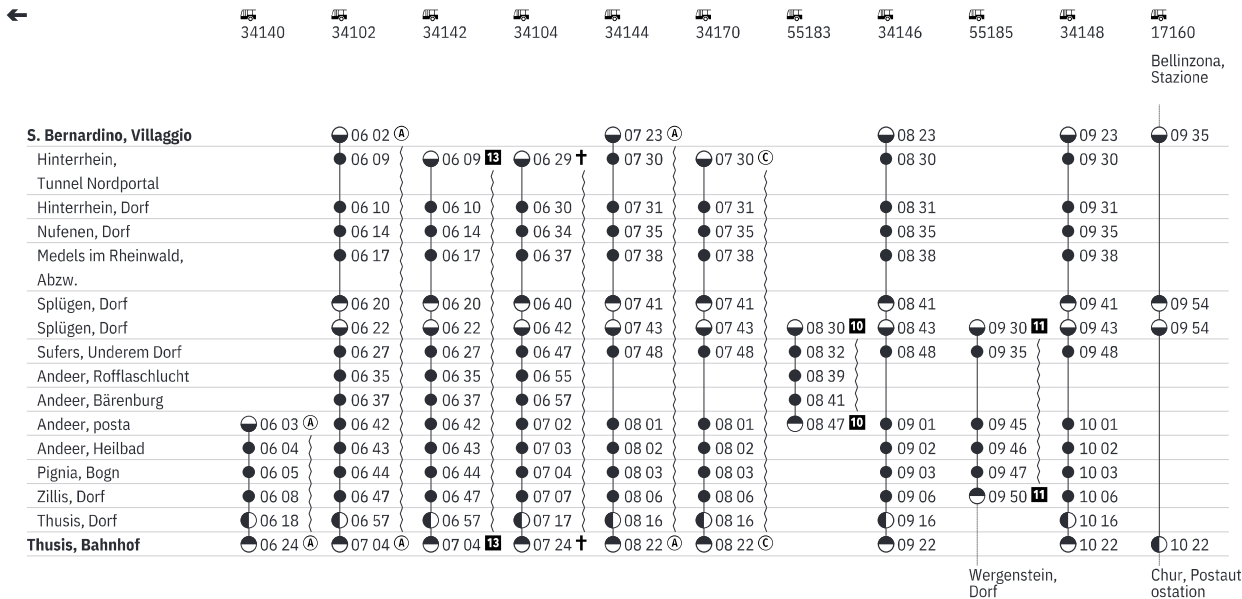 34140 34102 34142 34104 34144 34170 55183 34146 55185 34148 17160
Bellinzona,
Stazione
S. Bernardino, Villaggio 06 02 A 07 23 A 08 23 09 23 09 35
Hinterrhein, 06 09 06 09 13 06 29 07 30 07 30 C 08 30 09 30
Tunnel Nordportal
Hinterrhein, Dorf 06 10 06 10 06 30 07 31 07 31 08 31 09 31
Nufenen, Dorf 06 14 06 14 06 34 07 35 07 35 08 35 09 35
Medels im Rheinwald, 06 17 06 17 06 37 07 38 07 38 08 38 09 38
Abzw.
Splügen, Dorf 06 20 06 20 06 40 07 41 07 41 08 41 09 41 09 54
Splügen, Dorf 06 22 06 22 06 42 07 43 07 43 08 30 10 08 43 09 30 11 09 43 09 54
Sufers, Underem Dorf 06 27 06 27 06 47 07 48 07 48 08 32 08 48 09 35 09 48
Andeer, Rofflaschlucht 06 35 06 35 06 55 08 39
Andeer, Bärenburg 06 37 06 37 06 57 08 41
Andeer, posta 06 03 A 06 42 06 42 07 02 08 01 08 01 08 47 10 09 01 09 45 10 01
Andeer, Heilbad 06 04 06 43 06 43 07 03 08 02 08 02 09 02 09 46 10 02
Pignia, Bogn 06 05 06 44 06 44 07 04 08 03 08 03 09 03 09 47 10 03
Zillis, Dorf 06 08 06 47 06 47 07 07 08 06 08 06 09 06 09 50 11 10 06
Thusis, Dorf 06 18 06 57 06 57 07 17 08 16 08 16 09 16 10 16
Thusis, Bahnhof 06 24 A 07 04 A 07 04 13 07 24 08 22 A 08 22 C 09 22 10 22 10 22
Wergenstein, Chur, Postaut
Dorf ostation